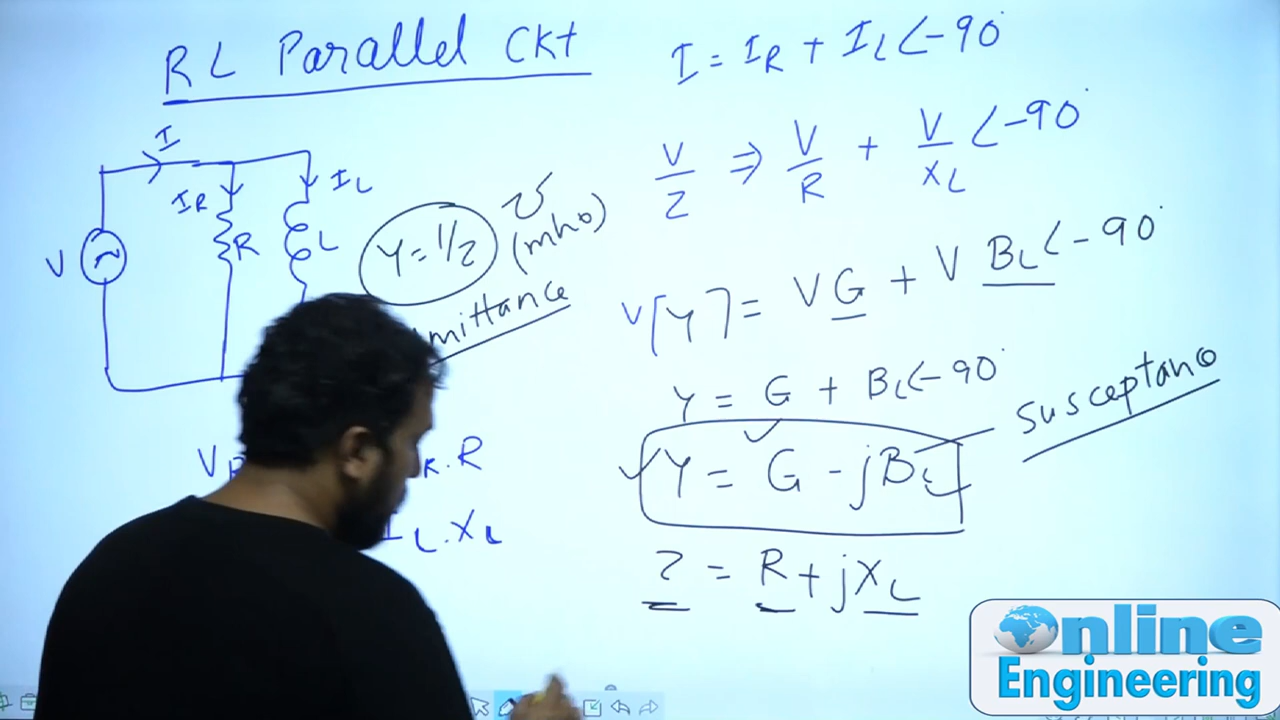 RL Parallel Ckt
I = IR + IL∠-90°
I
IR
IL
V/Z ⇒ V/R + V/XL ∠-90°
V
R
L
Y = 1/Z
℧
(mho)
mittance
V[Y] = VG + V BL∠-90°
Y = G + BL∠-90°
Susceptance
Y = G - jBL
R.R
IL.XL
Z = R + jXL
Online
Engineering